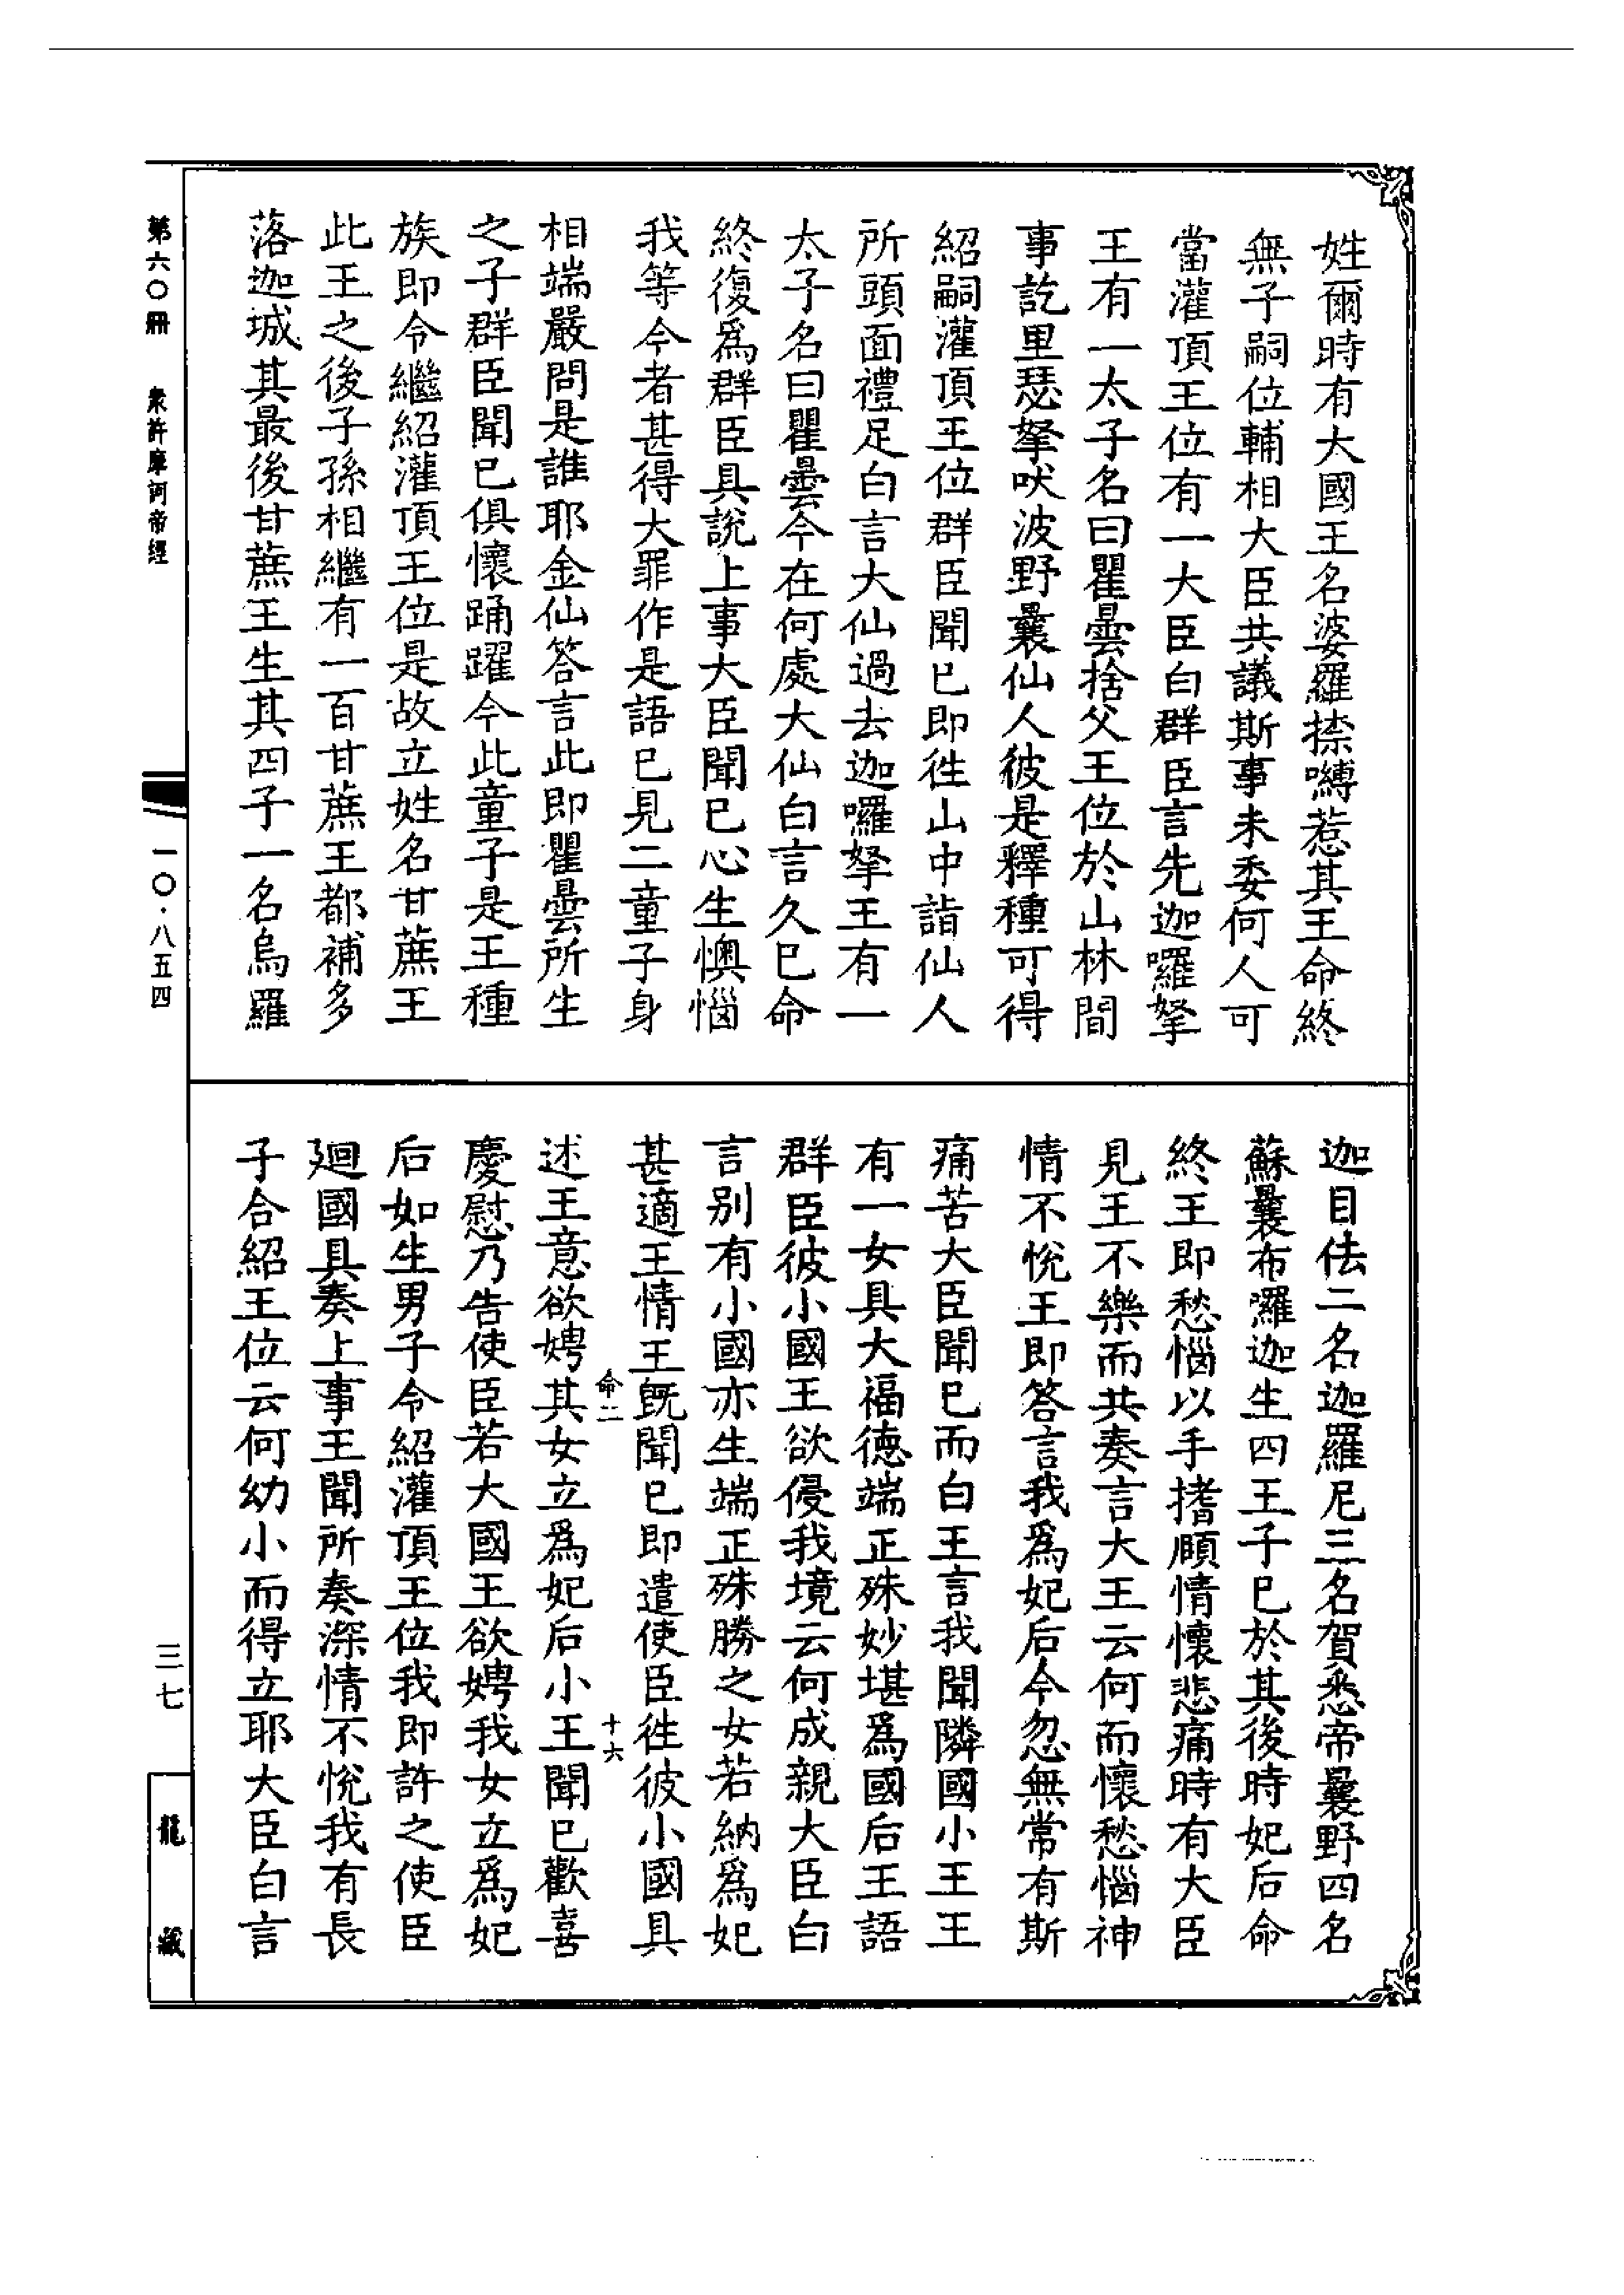 姓爾時有大國王名婆羅捺嚩惹其王命終
無子嗣位輔相大臣共議斯事未委何人可
當灌頂王位有一大臣白群臣言先迦囉拏
王有一太子名曰瞿曇捨父王位於山林間
事訖里瑟拏吠波野曩仙人彼是釋種可得
紹嗣灌頂王位群臣聞已即往山中詣仙人
所頭面禮足白言大仙過去迦囉拏王有一
太子名曰瞿曇今在何處大仙白言久已命
終復為群臣具說上事大臣聞已心生懊惱
我等今者甚得大罪作是語已見二童子身
相端嚴問是誰耶金仙答言此即瞿曇所生
之子群臣聞已俱懷踊躍今此童子是王種
族即令繼紹灌頂王位是故立姓名甘蔗王
此王之後子孫相繼有一百甘蔗王都補多
落迦城其最後甘蔗王生其四子一名烏羅
迦目佉二名迦羅尼三名賀悉帝曩野四名
蘇曩布囉迦生四王子已於其後時妃后命
終王即愁惱以手搘頤情懷悲痛時有大臣
見王不樂而共奏言大王云何而懷愁惱神
情不悅王即答言我為妃后今忽無常有斯
痛苦大臣聞已而白王言我聞隣國小王王
有一女具大福德端正殊妙堪為國后王語
群臣彼小國王欲侵我境云何成親大臣白
言別有小國亦生端正殊勝之女若納為妃
甚適王情王既聞已即遣使臣往彼小國具
命二
十六
述王意欲娉其女立為妃后小王聞已歡喜
慶慰乃告使臣若大國王欲娉我女立為妃
后如生男子令紹灌頂王位我即許之使臣
廻國具奏上事王聞所奏深情不悅我有長
子合紹王位云何幼小而得立耶大臣白言
第六〇冊　衆許摩訶帝經
一〇·八五四
三七
龍藏